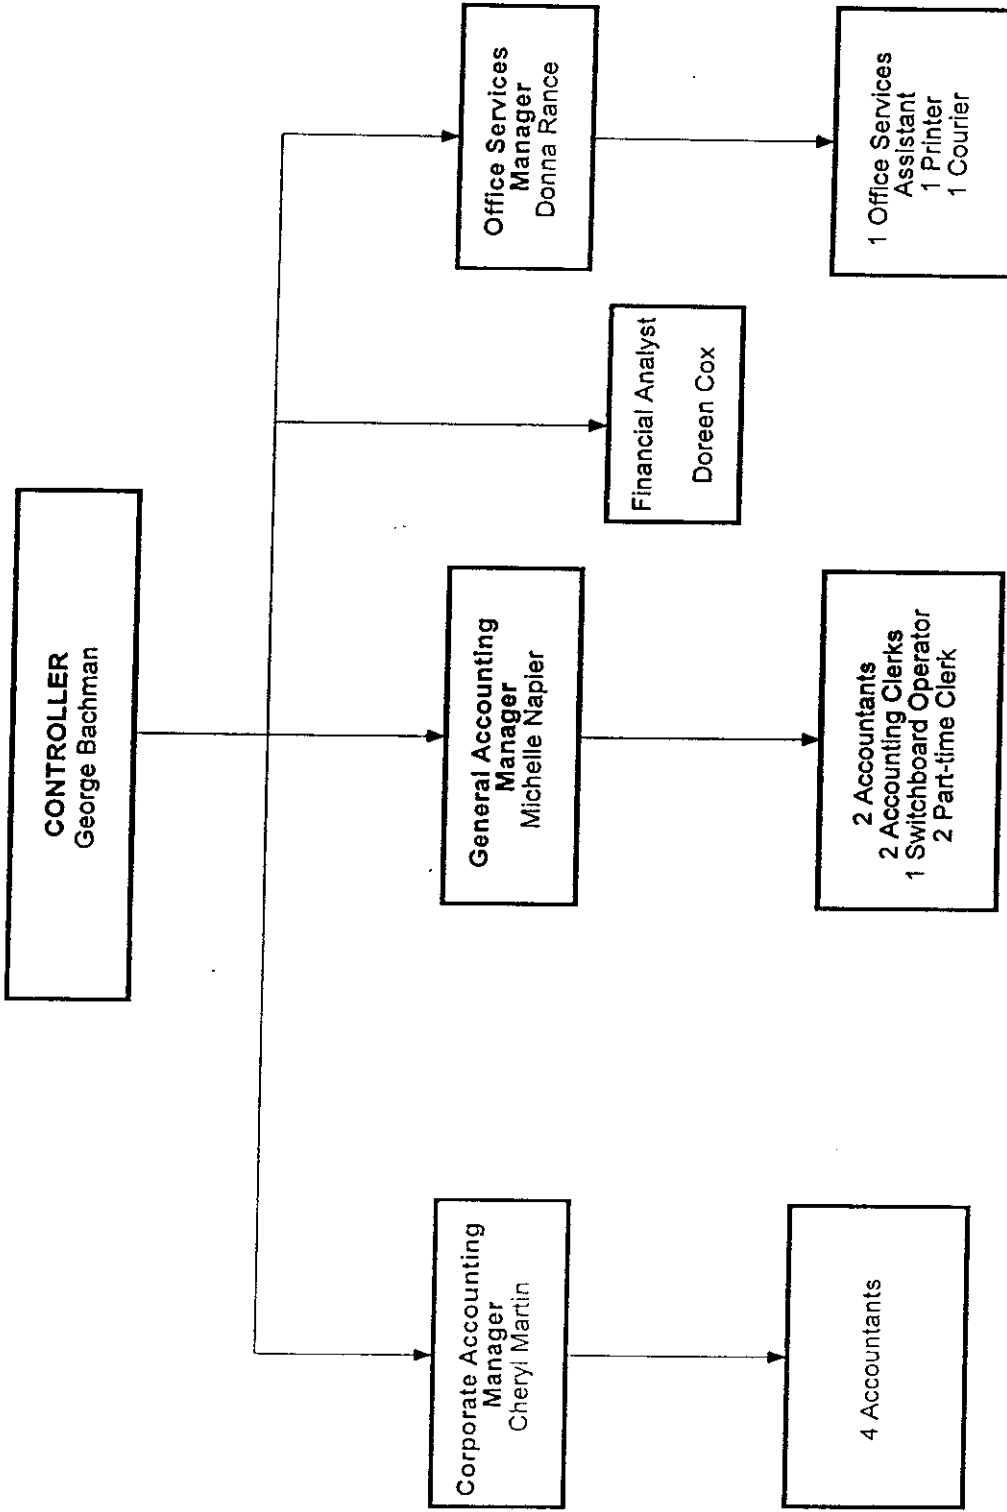 CONTROLLER
George Bachman
Corporate Accounting
Manager
Cheryl Martin
General Accounting
Manager
Michelle Napier
Financial Analyst
Doreen Cox
Office Services
Manager
Donna Rance
4 Accountants
2 Accountants
2 Accounting Clerks
1 Switchboard Operator
2 Part-time Clerk
1 Office Services
Assistant
1 Printer
1 Courier